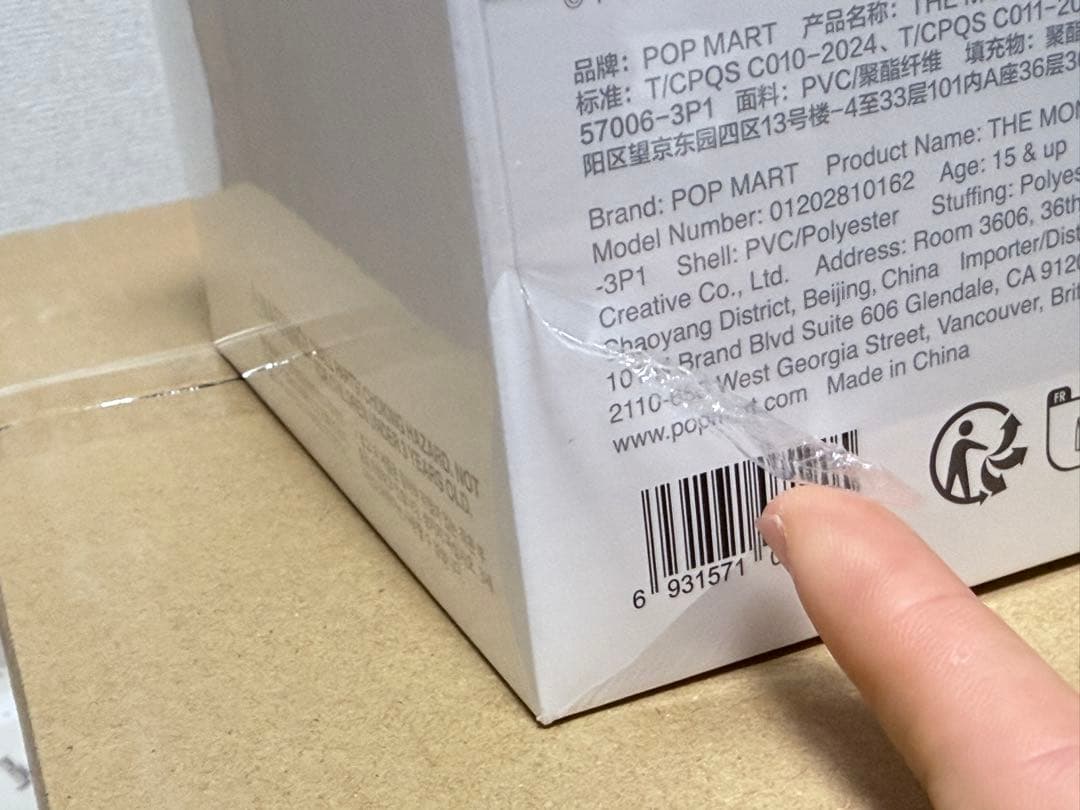 品牌：POP MART 产品名称：THE M
标准：T/CPQS C010-2024、T/CPQS C011-20
57006-3P1 面料：PVC/聚酯纤维 填充物：聚酯
阳区望京东园四区13号楼-4至33层101内A座36层3
Brand: POP MART Product Name: THE MON
Model Number: 01202810162 Age: 15 & up
-3P1 Shell: PVC/Polyester Stuffing: Polyes
Creative Co., Ltd. Address: Room 3606, 36th
Chaoyang District, Beijing, China Importer/Dist
Brand Blvd Suite 606 Glendale, CA 9120
West Georgia Street, Vancouver, Brit
www.popmart.com Made in China
6 931571
FR
HAZARD. NOT
UNDER 3 YEARS OLD.